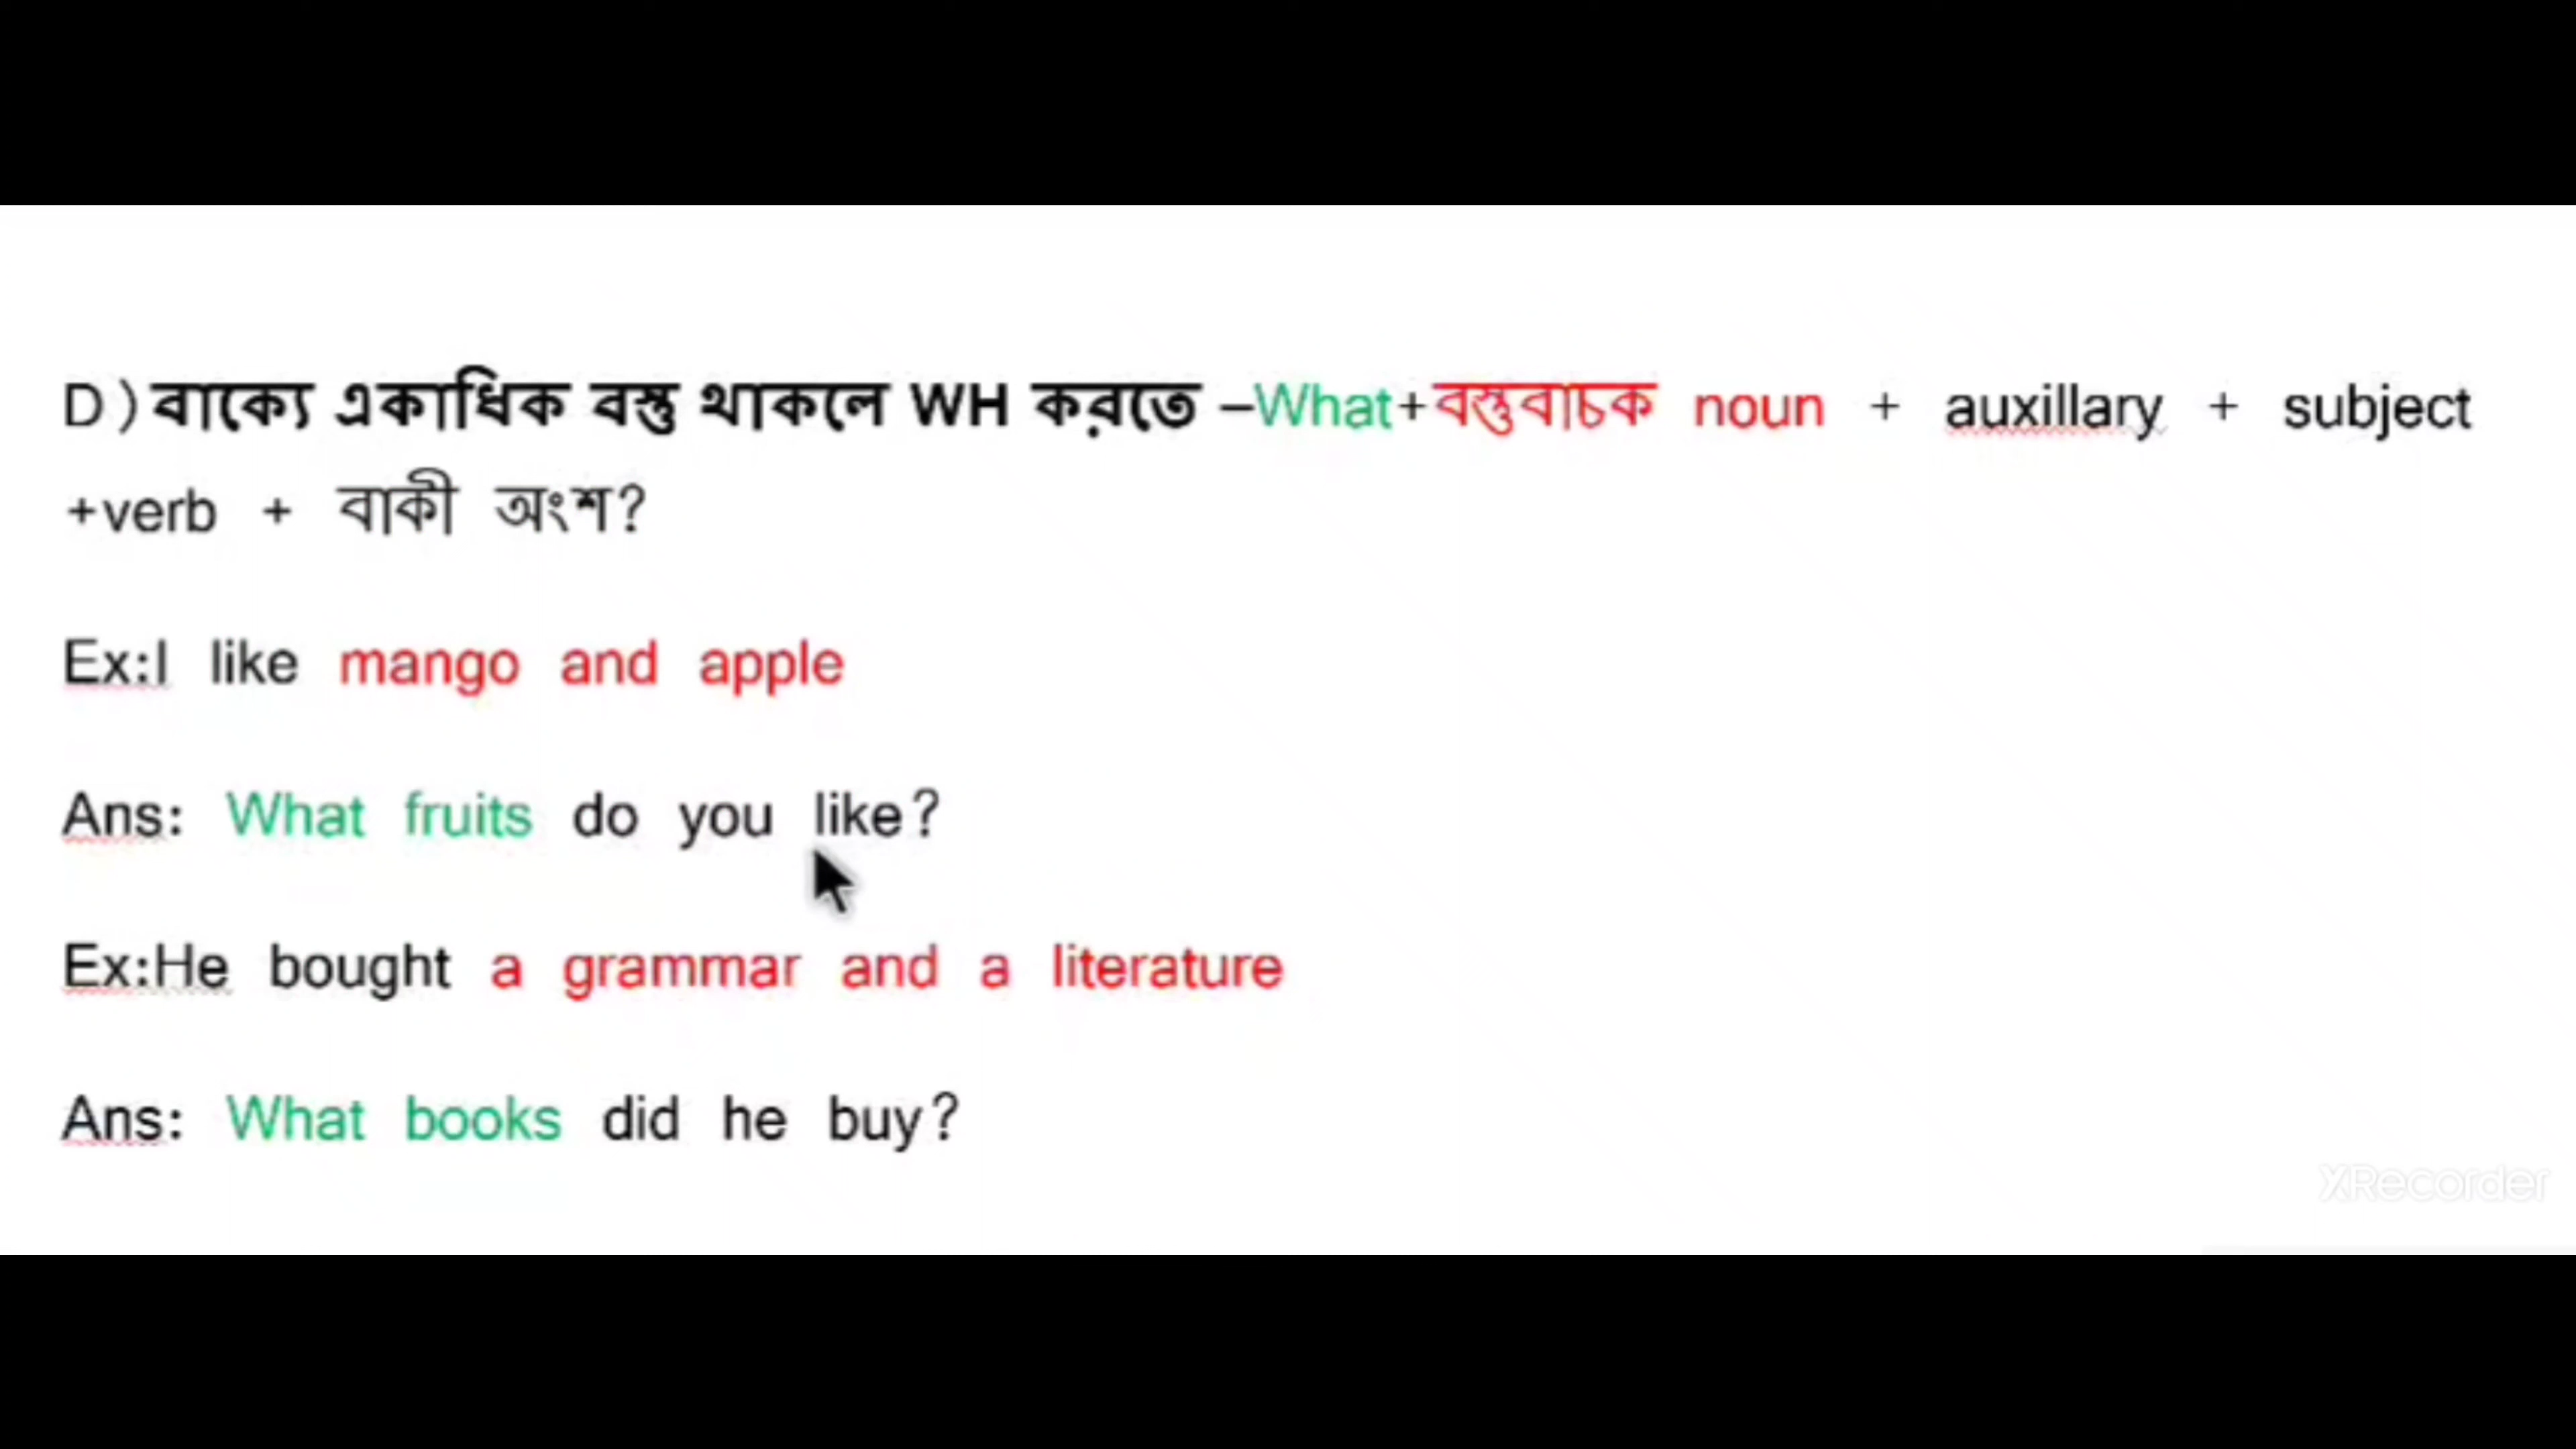 D)বাক্যে একাধিক বস্তু থাকলে WH করতে –What+বস্তুবাচক noun + auxillary + subject
+verb + বাকী অংশ?
Ex:I like mango and apple
Ans: What fruits do you like?
Ex:He bought a grammar and a literature
Ans: What books did he buy?
XRecorder